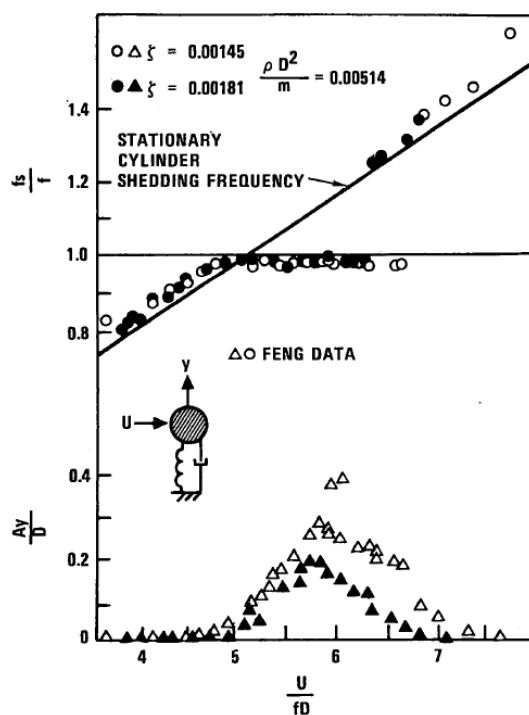 ○ △ ζ = 0.00145
● ▲ ζ = 0.00181
ρ D²
m
= 0.00514
STATIONARY
CYLINDER
SHEDDING FREQUENCY
1.4
1.2
1.0
0.8
fs
f
△ ○ FENG DATA
y
U
0.4
0.2
0
Ay
D
4
5
6
7
U
fD